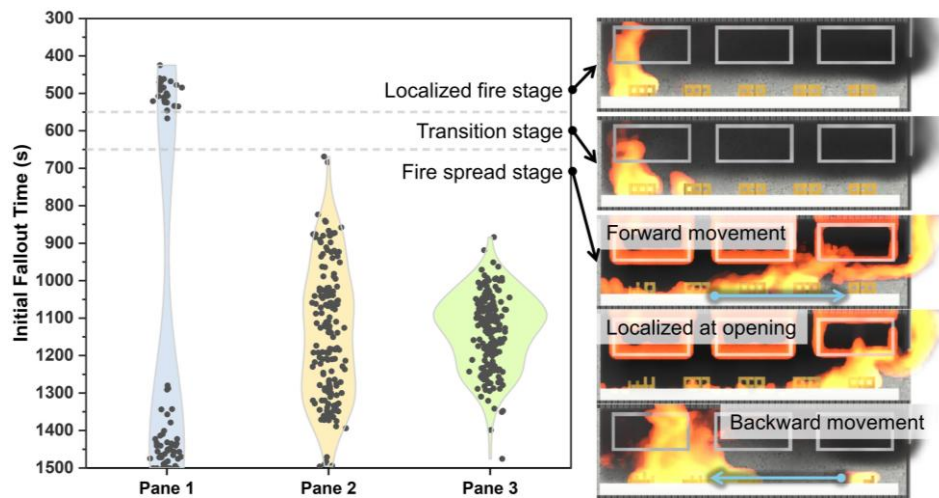 300
400
500
600
700
800
900
1000
1100
1200
1300
1400
1500
Initial Fallout Time (s)
Pane 1
Pane 2
Pane 3
Localized fire stage
Transition stage
Fire spread stage
Forward movement
Localized at opening
Backward movement